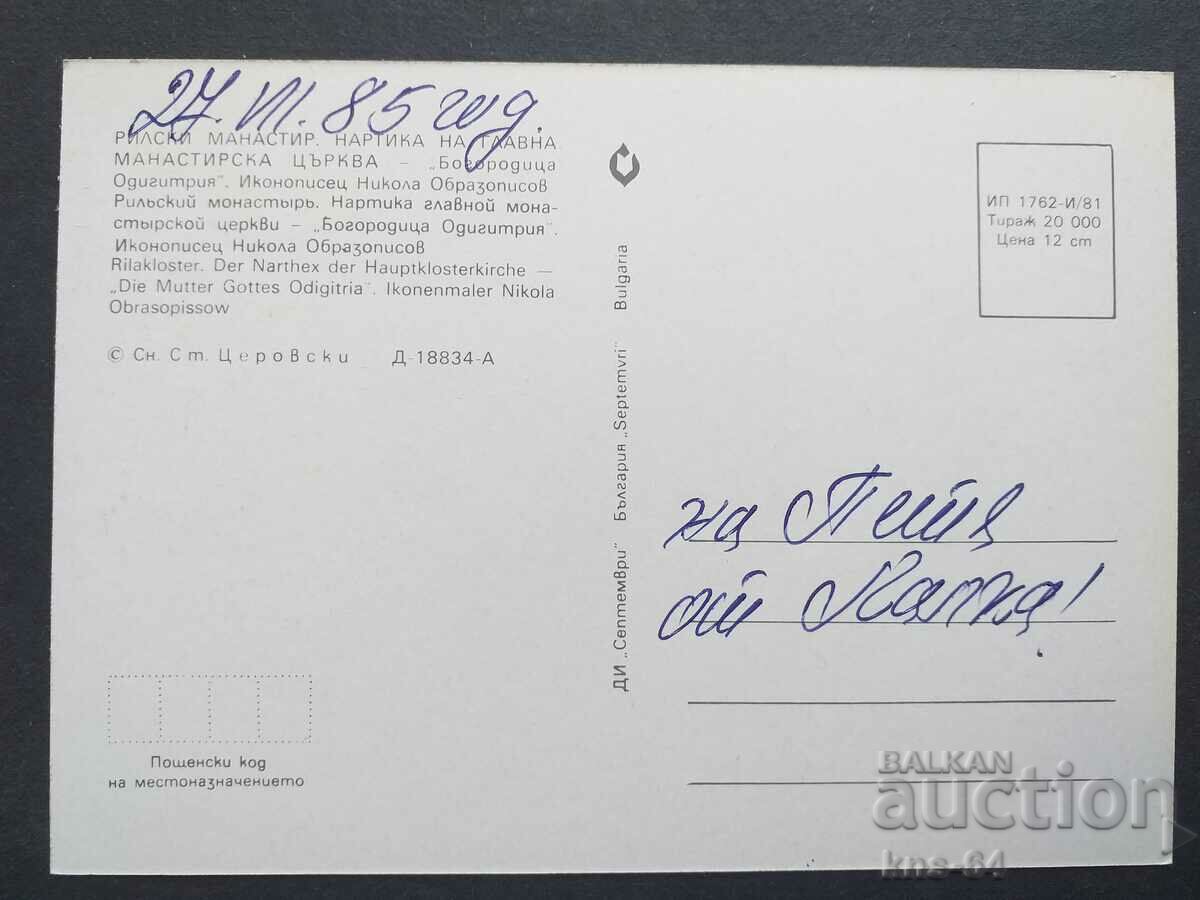 27.VI.85 год.
РИЛСКИ МАНАСТИР. НАРТИКА НА ГЛАВНА
МАНАСТИРСКА ЦЪРКВА – „Богородица
Одигитрия". Иконописец Никола Образописов
Рильский монастырь. Нартика главной мона-
стырской церкви – „Богородица Одигитрия".
Иконописец Никола Образописов
Rilakloster. Der Narthex der Hauptklosterkirche —
„Die Mutter Gottes Odigitria". Ikonenmaler Nikola
Obrasopissow
© Сн. Ст. Церовски Д-18834-А
Пощенски код
на местоназначението
ДИ „Септември" България „Septemvri" Bulgaria
ИП 1762-И/81
Тираж 20 000
Цена 12 ст
на Петя
от Капка!
BALKAN
auction
kns-64